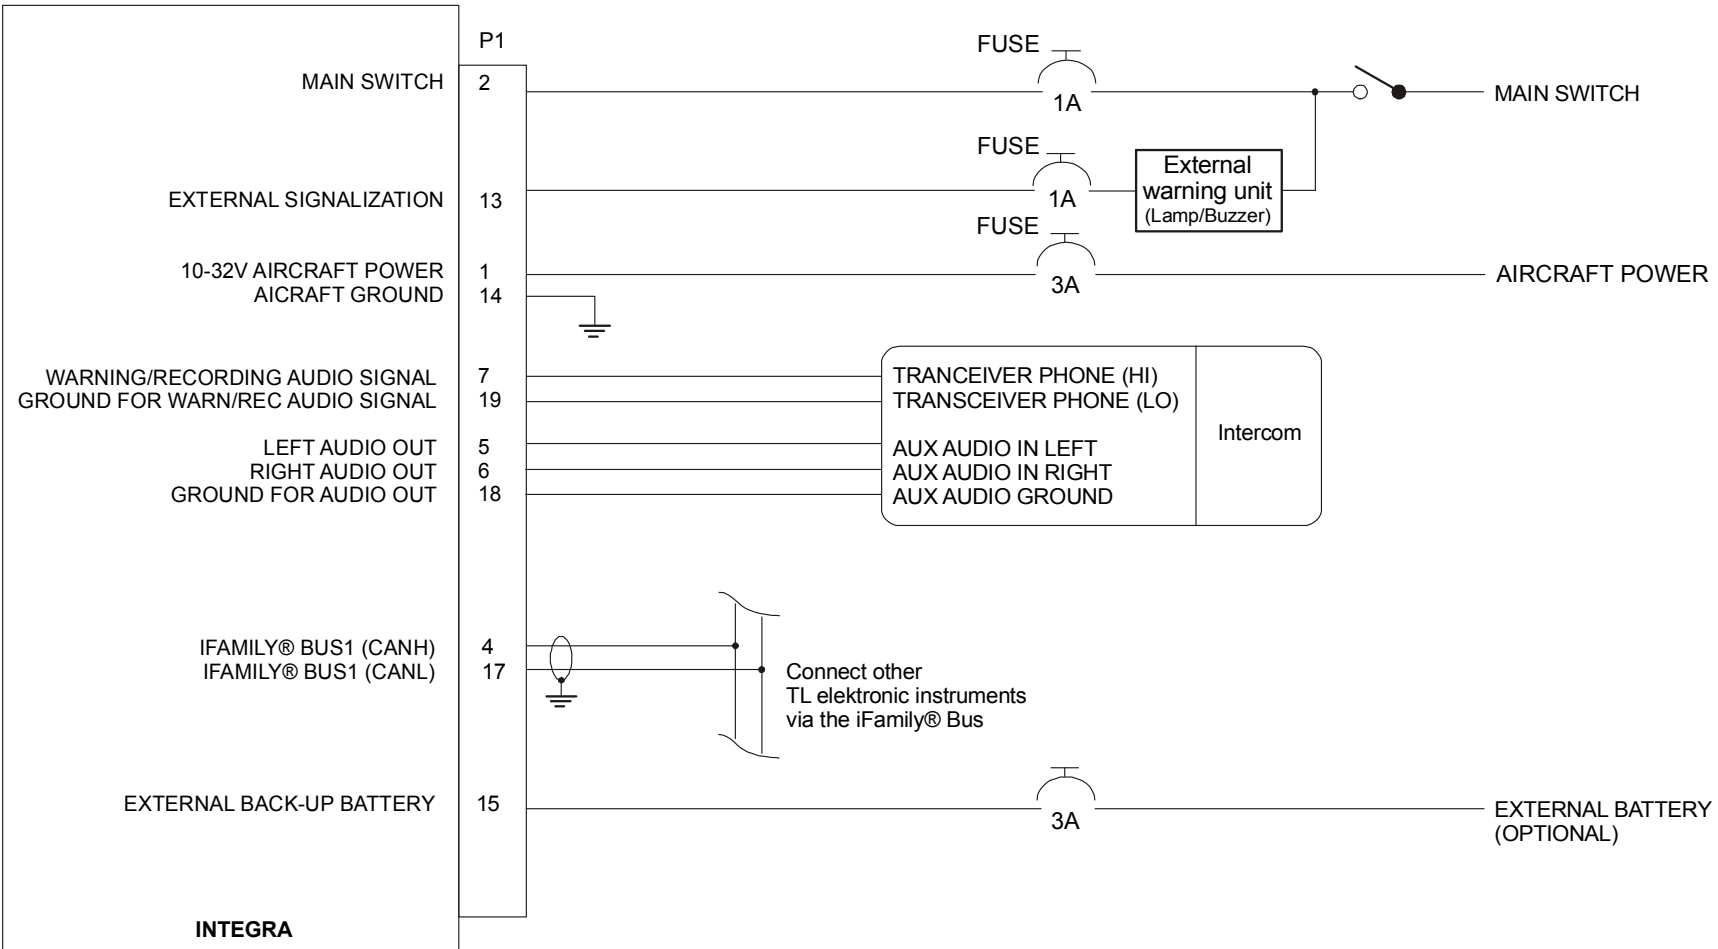 P1
FUSE
MAIN SWITCH 2
1A
MAIN SWITCH
FUSE
External
warning unit
(Lamp/Buzzer)
EXTERNAL SIGNALIZATION 13
1A
FUSE
10-32V AIRCRAFT POWER 1
3A
AIRCRAFT POWER
AICRAFT GROUND 14
WARNING/RECORDING AUDIO SIGNAL 7
TRANCEIVER PHONE (HI)
GROUND FOR WARN/REC AUDIO SIGNAL 19
TRANSCEIVER PHONE (LO)
Intercom
LEFT AUDIO OUT 5
AUX AUDIO IN LEFT
RIGHT AUDIO OUT 6
AUX AUDIO IN RIGHT
GROUND FOR AUDIO OUT 18
AUX AUDIO GROUND
IFAMILY® BUS1 (CANH) 4
IFAMILY® BUS1 (CANL) 17
Connect other
TL elektronic instruments
via the iFamily® Bus
EXTERNAL BACK-UP BATTERY 15
3A
EXTERNAL BATTERY
(OPTIONAL)
INTEGRA